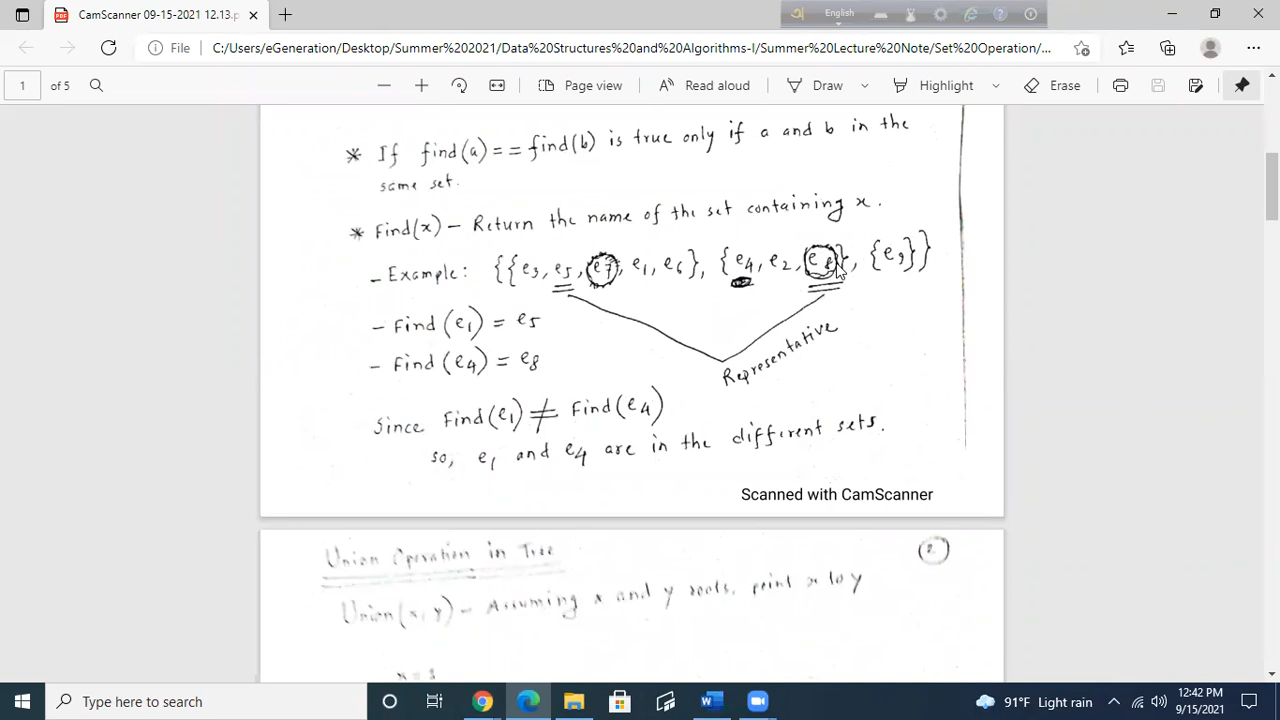 CamScanner 09-15-2021 12.13.p
English
File
C:/Users/eGeneration/Desktop/Summer%202021/Data%20Structures%20and%20Algorithms-I/Summer%20Lecture%20Note/Set%20Operation/...
1 of 5
Page view
Read aloud
Draw
Highlight
Erase
* If find(a) == find(b) is true only if a and b in the
same set.
* Find(x) - Return the name of the set containing x.
- Example: {{e3, e5, e7, e1, e6}, {e4, e2, e8}, {e9}}
- Find (e1) = e5
- Find (e4) = e8
Representative
Since Find(e1) ≠ Find(e4)
so, e1 and e4 are in the different sets.
Scanned with CamScanner
Union Operation in Tree
2
Union(x, y) - Assuming x and y roots, point x to y
Type here to search
91°F Light rain
12:42 PM
9/15/2021